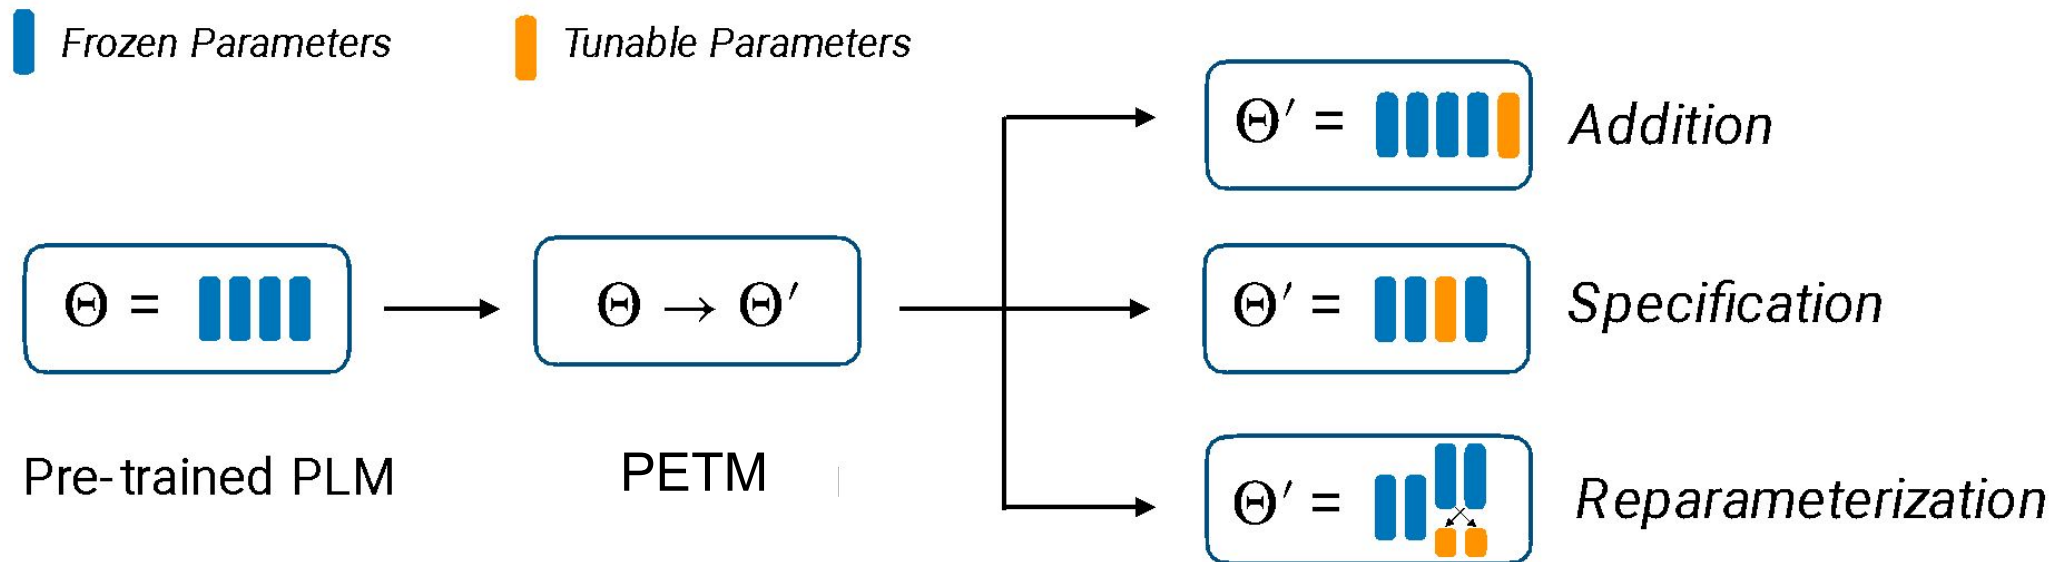 Frozen Parameters
Tunable Parameters
Θ =
Θ → Θ′
Θ′ =
Addition
Θ′ =
Specification
Θ′ =
Reparameterization
Pre-trained PLM
PETM